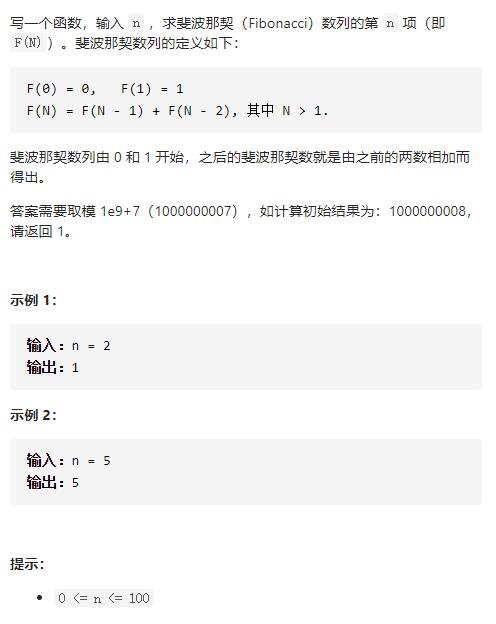 写一个函数，输入 n ，求斐波那契（Fibonacci）数列的第 n 项（即
F(N)）。斐波那契数列的定义如下：
F(0) = 0,   F(1) = 1
F(N) = F(N - 1) + F(N - 2), 其中 N > 1.
斐波那契数列由 0 和 1 开始，之后的斐波那契数就是由之前的两数相加而
得出。
答案需要取模 1e9+7（1000000007），如计算初始结果为：1000000008，
请返回 1。
示例 1：
输入：n = 2
输出：1
示例 2：
输入：n = 5
输出：5
提示：
• 0 <= n <= 100